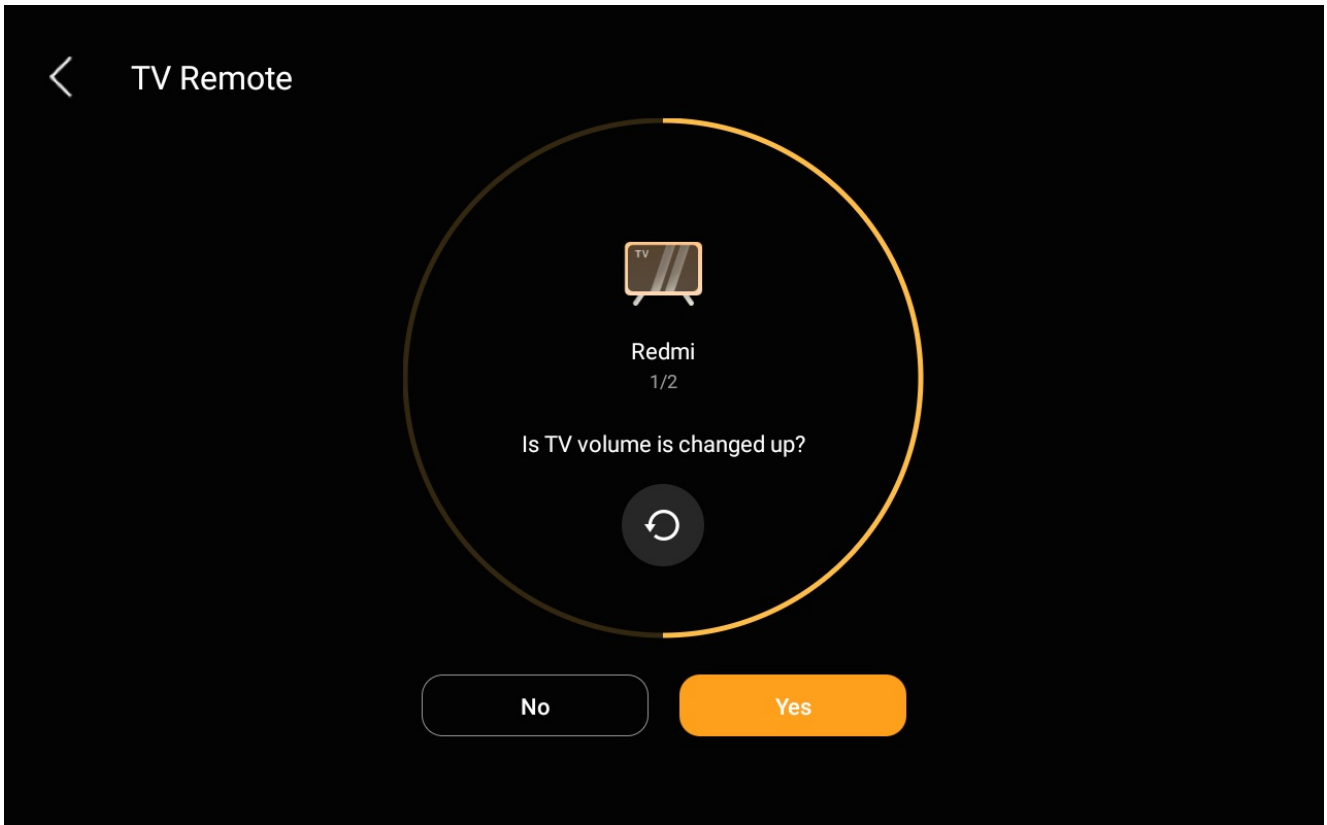 TV Remote
TV
Redmi
1/2
Is TV volume is changed up?
No
Yes